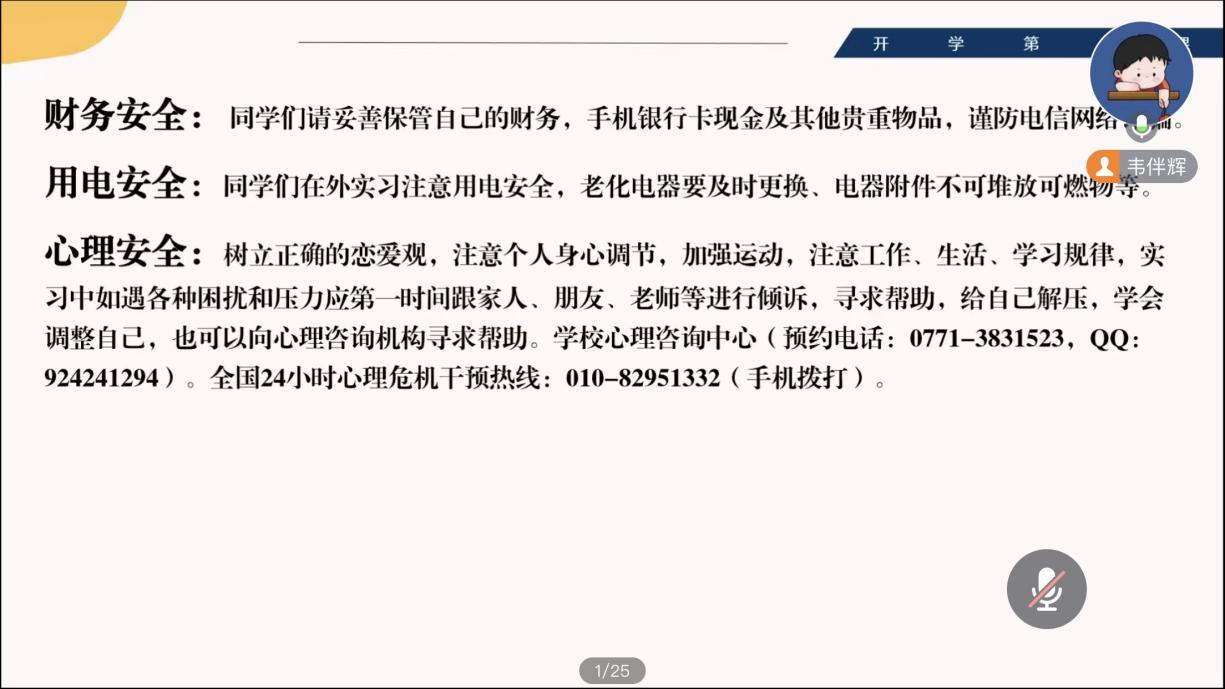 开 学 第
财务安全： 同学们请妥善保管自己的财务，手机银行卡现金及其他贵重物品，谨防电信网络 。
韦伴辉
用电安全：同学们在外实习注意用电安全，老化电器要及时更换、电器附件不可堆放可燃物等。
心理安全：树立正确的恋爱观，注意个人身心调节，加强运动，注意工作、生活、学习规律，实
习中如遇各种困扰和压力应第一时间跟家人、朋友、老师等进行倾诉，寻求帮助，给自己解压，学会
调整自己，也可以向心理咨询机构寻求帮助。学校心理咨询中心（预约电话：0771-3831523，QQ：
924241294）。全国24小时心理危机干预热线：010-82951332（手机拨打）。
1/25